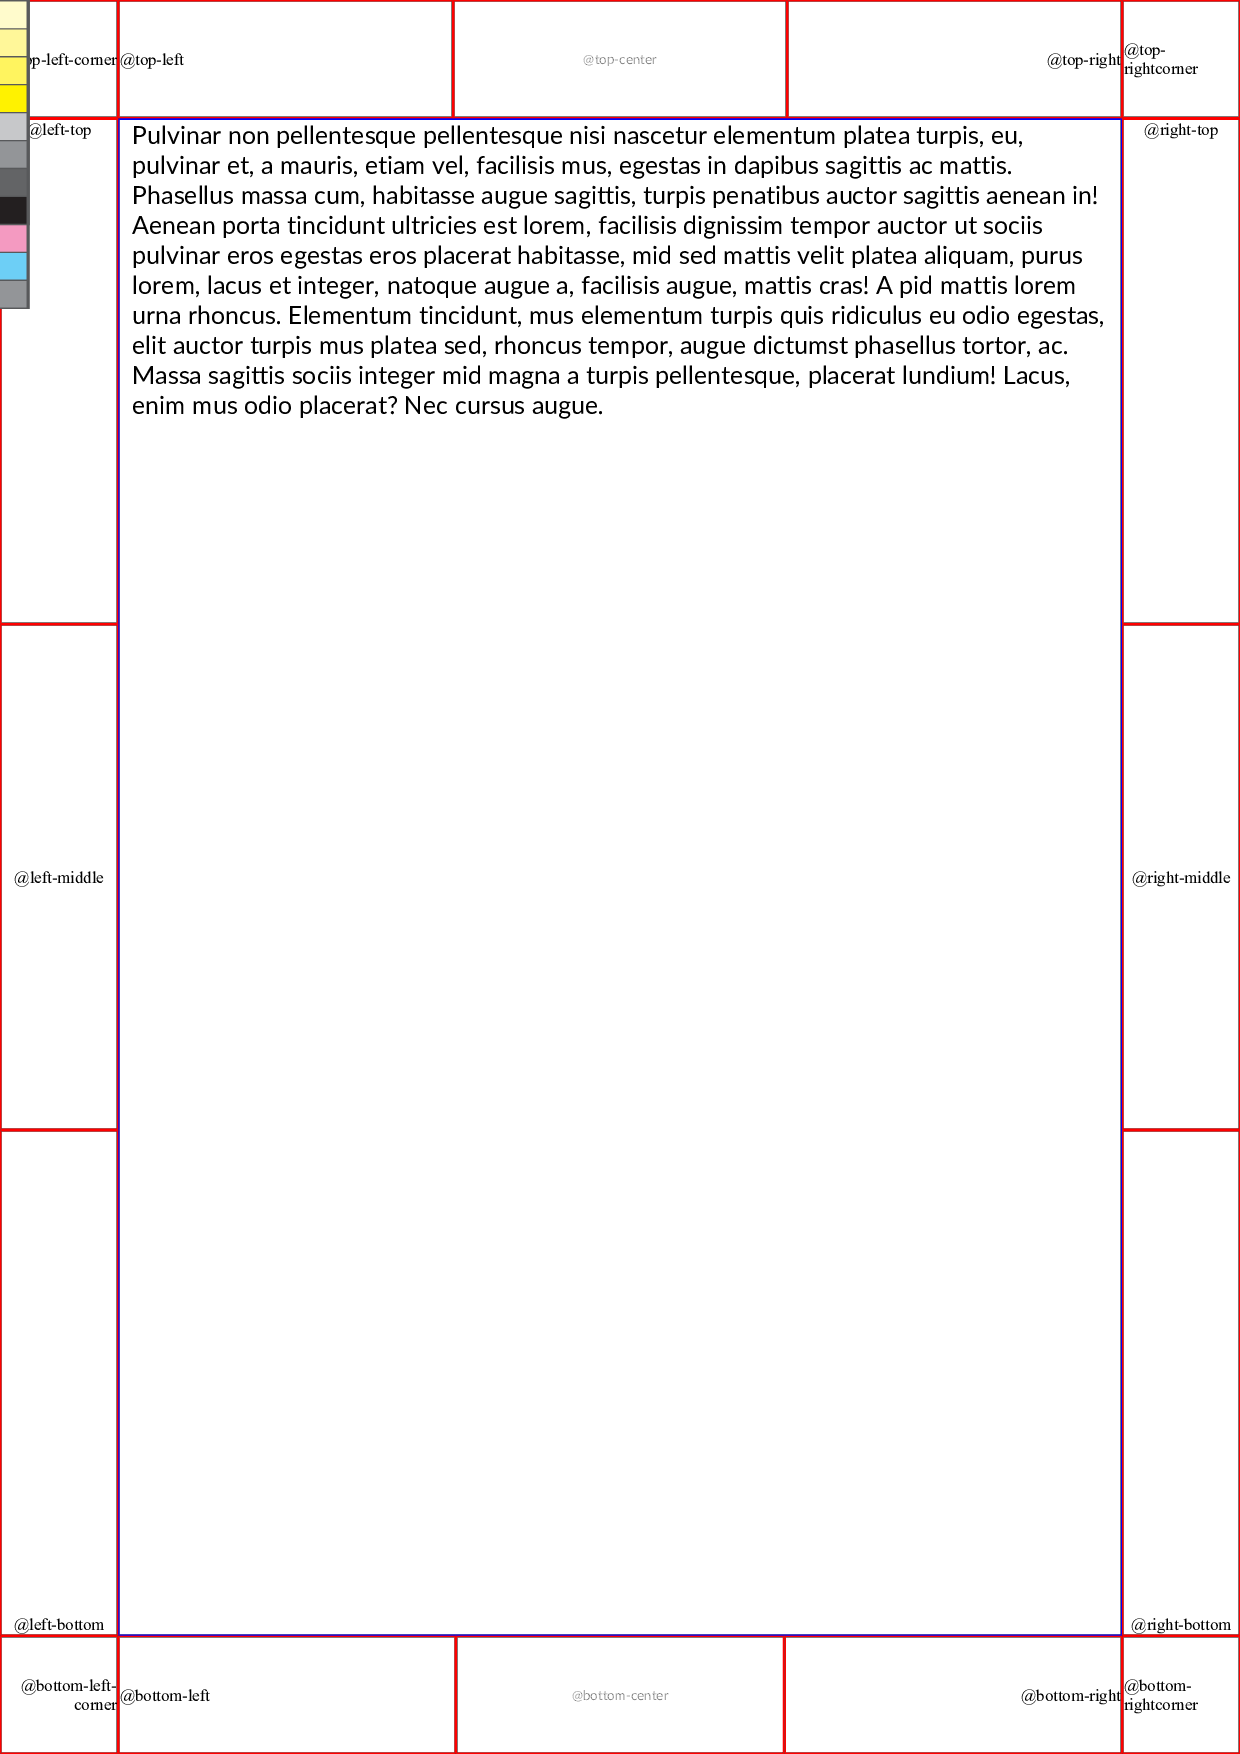 op-left-corner @top-left @top-center @top-right @top-
rightcorner
@left-top @right-top
Pulvinar non pellentesque pellentesque nisi nascetur elementum platea turpis, eu,
pulvinar et, a mauris, etiam vel, facilisis mus, egestas in dapibus sagittis ac mattis.
Phasellus massa cum, habitasse augue sagittis, turpis penatibus auctor sagittis aenean in!
Aenean porta tincidunt ultricies est lorem, facilisis dignissim tempor auctor ut sociis
pulvinar eros egestas eros placerat habitasse, mid sed mattis velit platea aliquam, purus
lorem, lacus et integer, natoque augue a, facilisis augue, mattis cras! A pid mattis lorem
urna rhoncus. Elementum tincidunt, mus elementum turpis quis ridiculus eu odio egestas,
elit auctor turpis mus platea sed, rhoncus tempor, augue dictumst phasellus tortor, ac.
Massa sagittis sociis integer mid magna a turpis pellentesque, placerat lundium! Lacus,
enim mus odio placerat? Nec cursus augue.
@left-middle @right-middle
@left-bottom @right-bottom
@bottom-left-
corner
@bottom-left @bottom-center @bottom-right
@bottom-
rightcorner